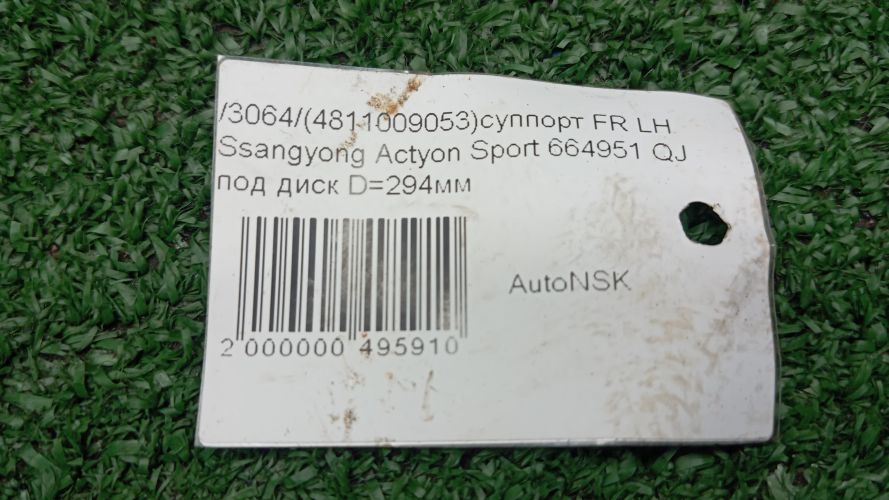 /3064/(4811009053)суппорт FR LH
Ssangyong Actyon Sport 664951 QJ
под диск D=294мм
AutoNSK
2 000000 495910